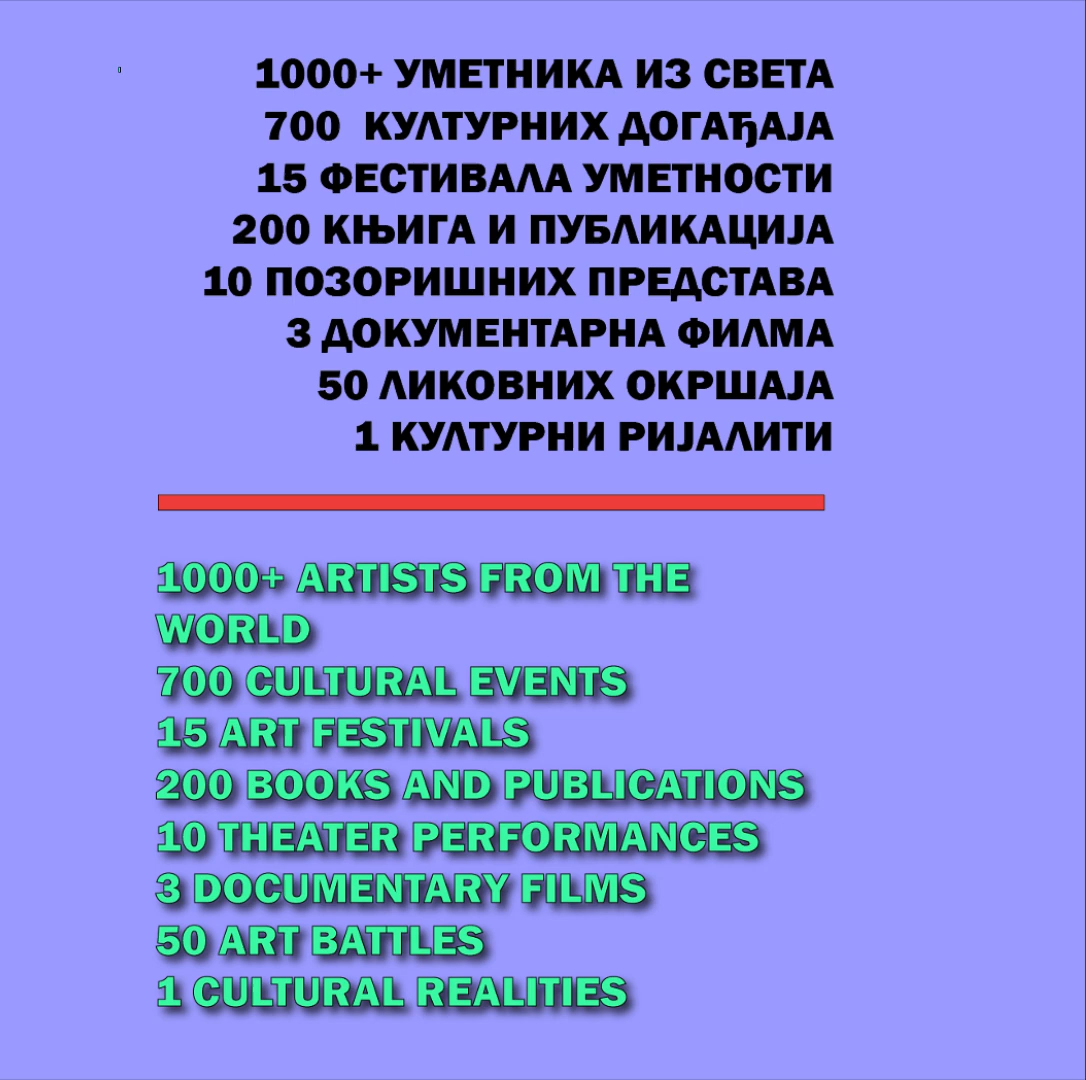 1000+ УМЕТНИКА ИЗ СВЕТА
700 КУЛТУРНИХ ДОГАЂАЈА
15 ФЕСТИВАЛА УМЕТНОСТИ
200 КЊИГА И ПУБЛИКАЦИЈА
10 ПОЗОРИШНИХ ПРЕДСТАВА
3 ДОКУМЕНТАРНА ФИЛМА
50 ЛИКОВНИХ ОКРШАЈА
1 КУЛТУРНИ РИЈАЛИТИ
1000+ ARTISTS FROM THE
WORLD
700 CULTURAL EVENTS
15 ART FESTIVALS
200 BOOKS AND PUBLICATIONS
10 THEATER PERFORMANCES
3 DOCUMENTARY FILMS
50 ART BATTLES
1 CULTURAL REALITIES